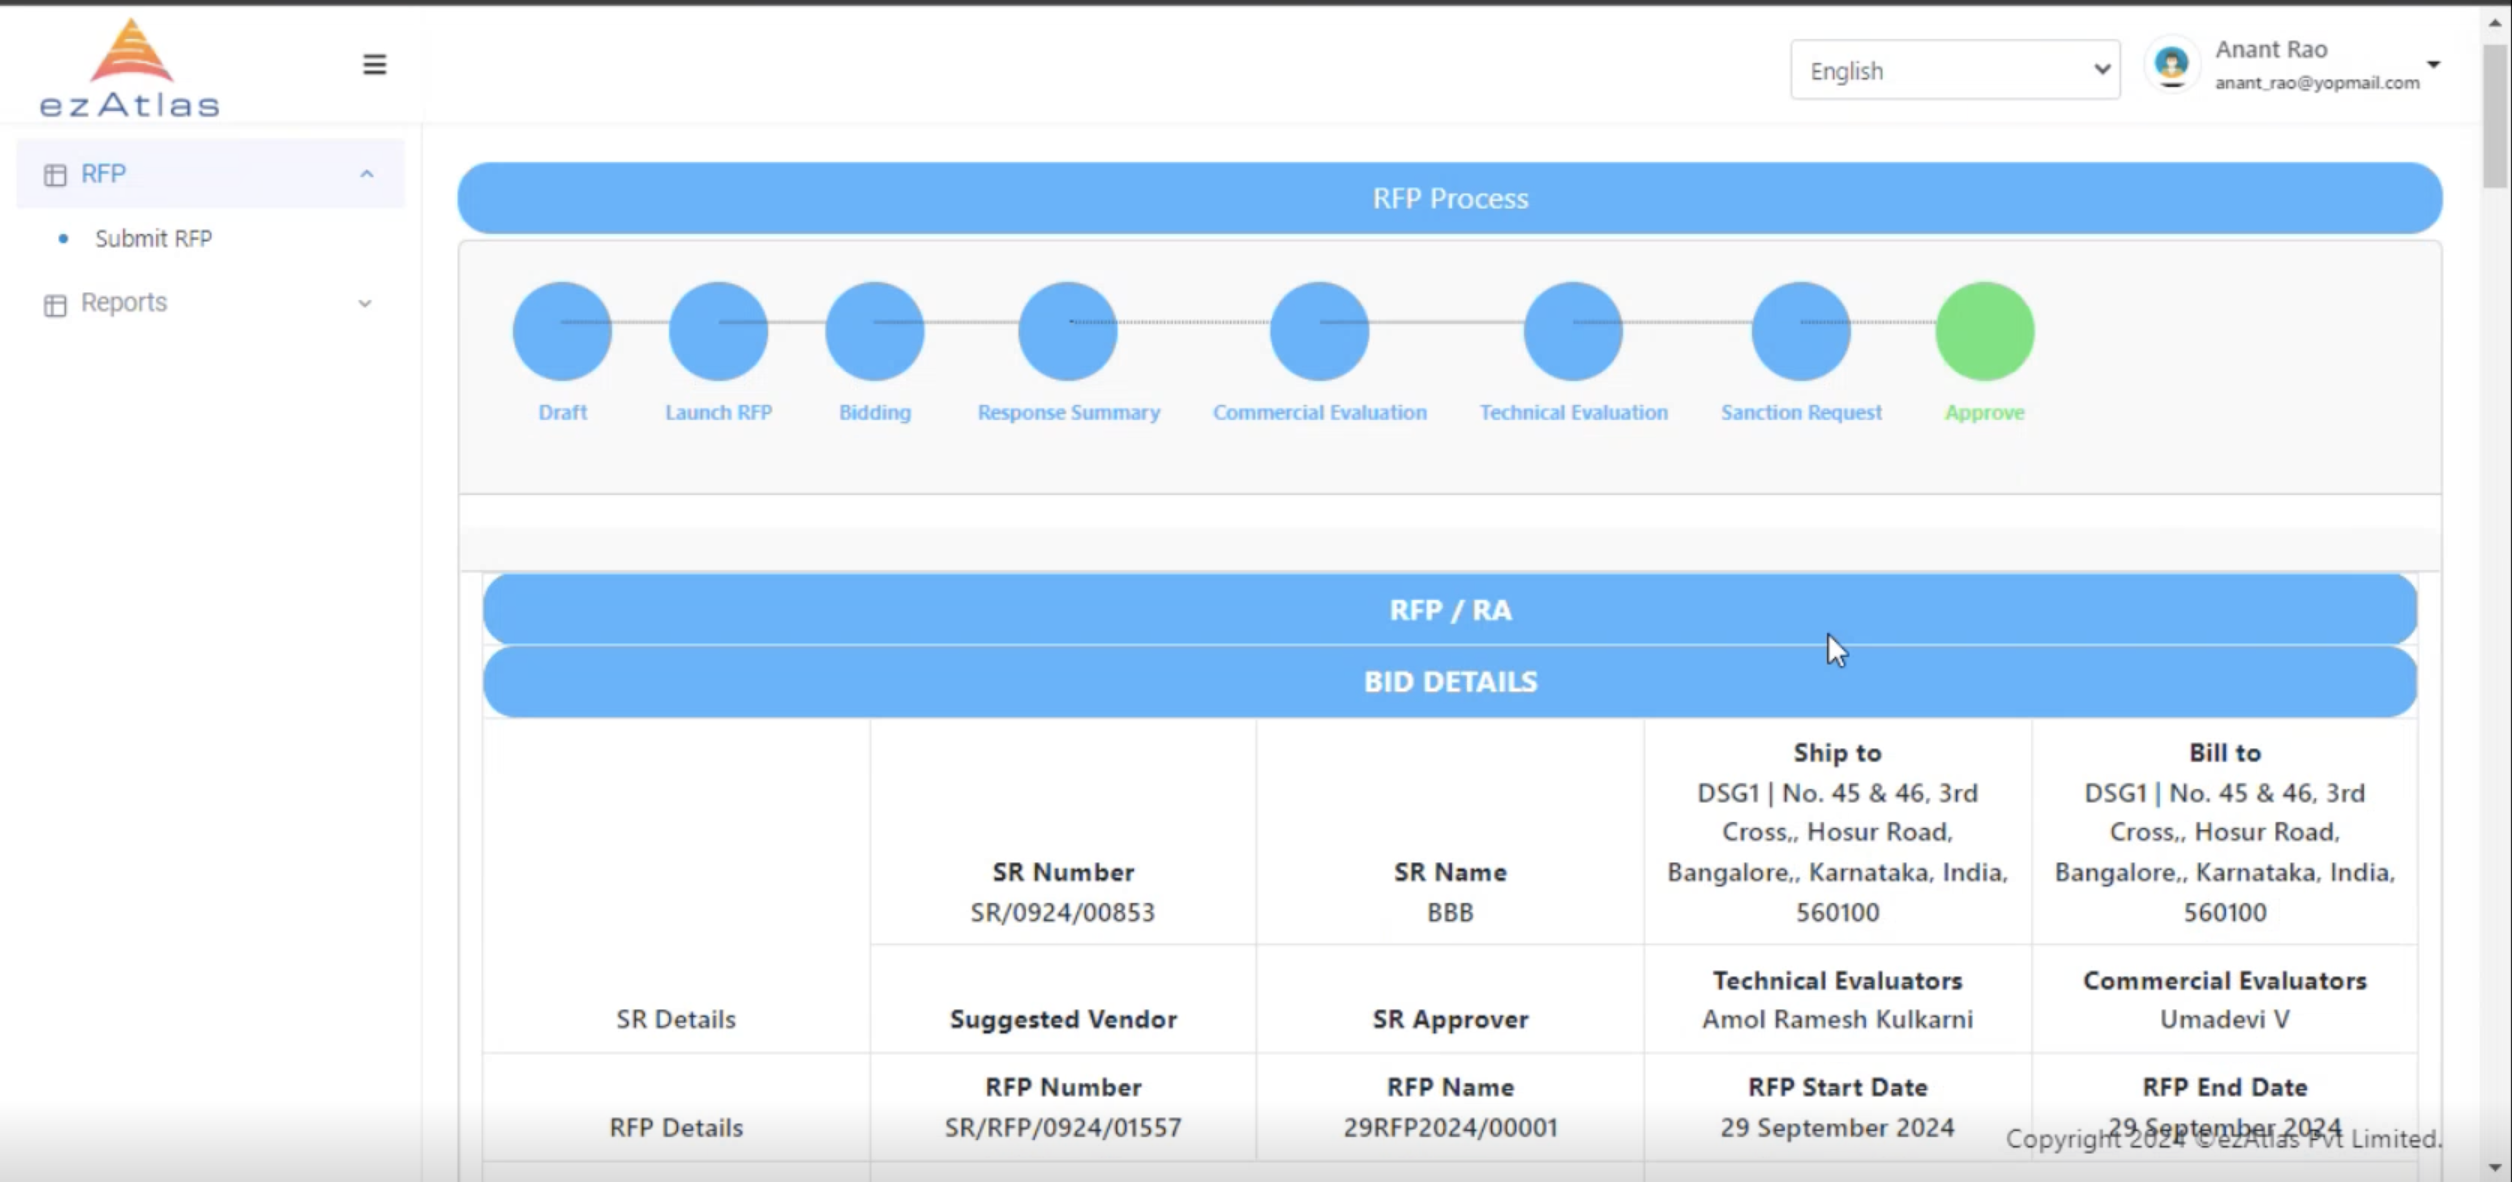 ezAtlas
English
Anant Rao
anant_rao@yopmail.com
RFP
Submit RFP
Reports
RFP Process
Draft
Launch RFP
Bidding
Response Summary
Commercial Evaluation
Technical Evaluation
Sanction Request
Approve
RFP / RA
BID DETAILS
SR Details
SR Number
SR/0924/00853
SR Name
BBB
Ship to
DSG1 | No. 45 & 46, 3rd
Cross,, Hosur Road,
Bangalore,, Karnataka, India,
560100
Bill to
DSG1 | No. 45 & 46, 3rd
Cross,, Hosur Road,
Bangalore,, Karnataka, India,
560100
Suggested Vendor
SR Approver
Technical Evaluators
Amol Ramesh Kulkarni
Commercial Evaluators
Umadevi V
RFP Details
RFP Number
SR/RFP/0924/01557
RFP Name
29RFP2024/00001
RFP Start Date
29 September 2024
RFP End Date
29 September 2024
Copyright 2024 ©ezAtlas Pvt Limited.